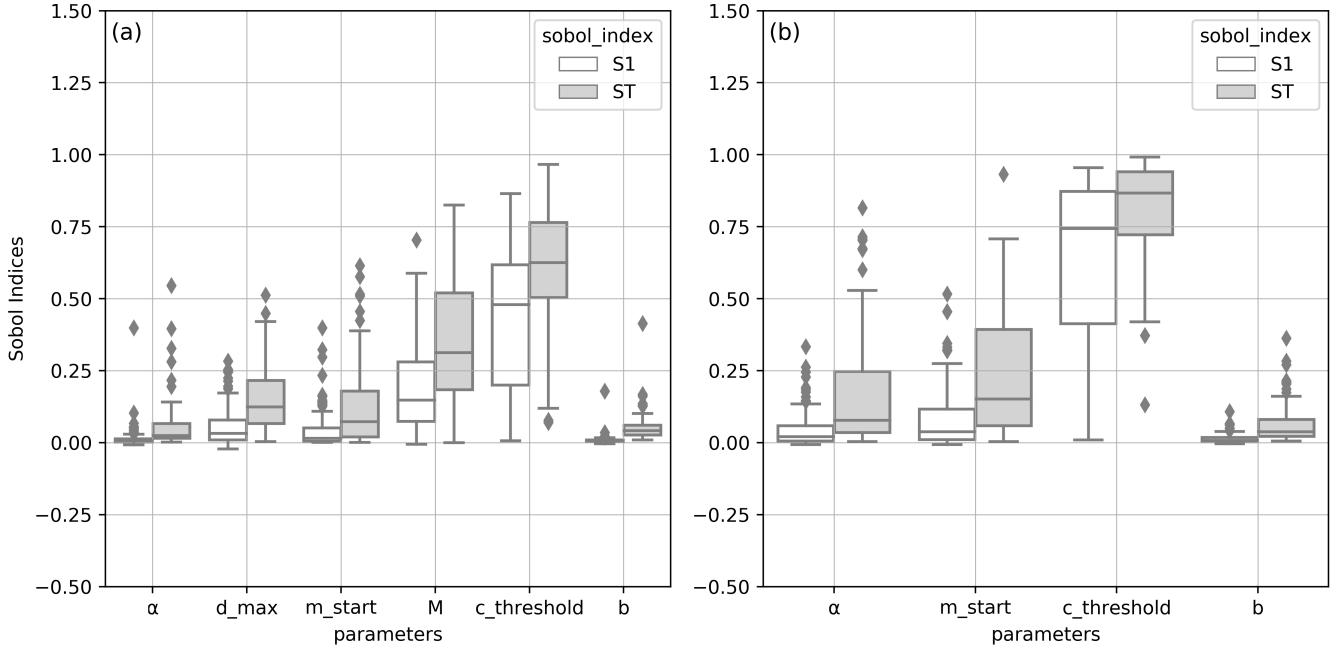 (a)
sobol_index
S1
ST
1.50
1.25
1.00
0.75
0.50
0.25
0.00
−0.25
−0.50
Sobol Indices
α d_max m_start M c_threshold b
parameters
(b)
sobol_index
S1
ST
1.50
1.25
1.00
0.75
0.50
0.25
0.00
−0.25
−0.50
α m_start c_threshold b
parameters